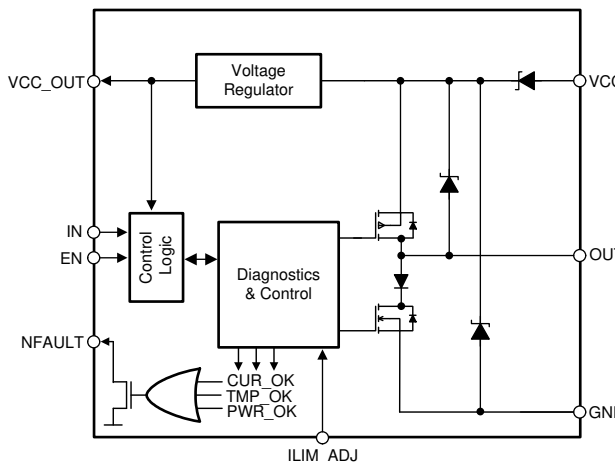 VCC_OUT
Voltage
Regulator
VCC
IN
EN
Control
Logic
Diagnostics
& Control
OUT
NFAULT
CUR_OK
TMP_OK
PWR_OK
GND
ILIM_ADJ